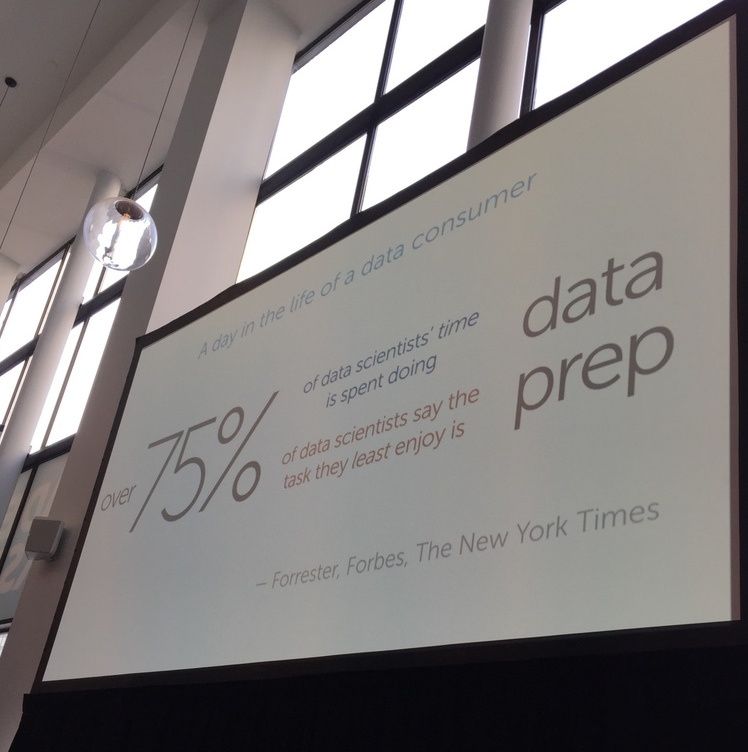 A day in the life of a data consumer
over 75%
of data scientists' time
is spent doing
of data scientists say the
task they least enjoy is
data
prep
– Forrester, Forbes, The New York Times